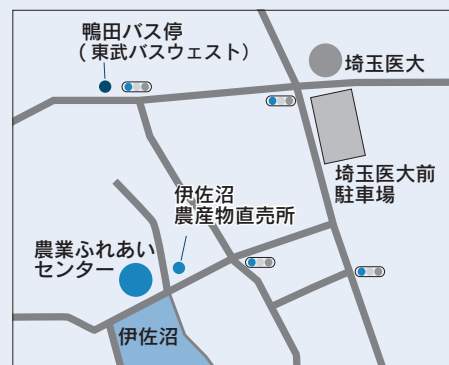 鴨田バス停
（東武バスウェスト）
埼玉医大
埼玉医大前
駐車場
伊佐沼
農産物直売所
農業ふれあい
センター
伊佐沼